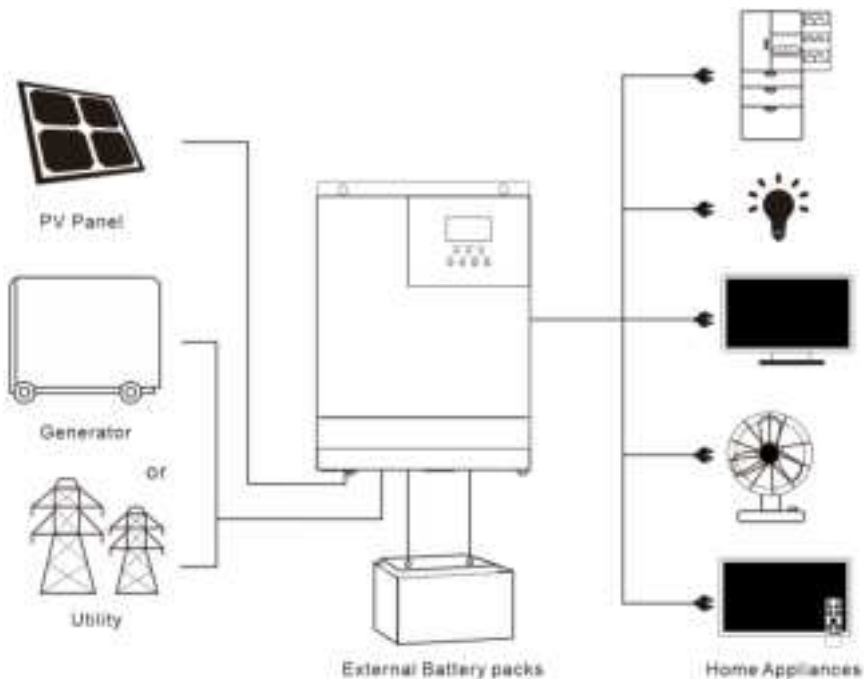 PV Panel
Generator
or
Utility
External Battery packs
Home Appliances